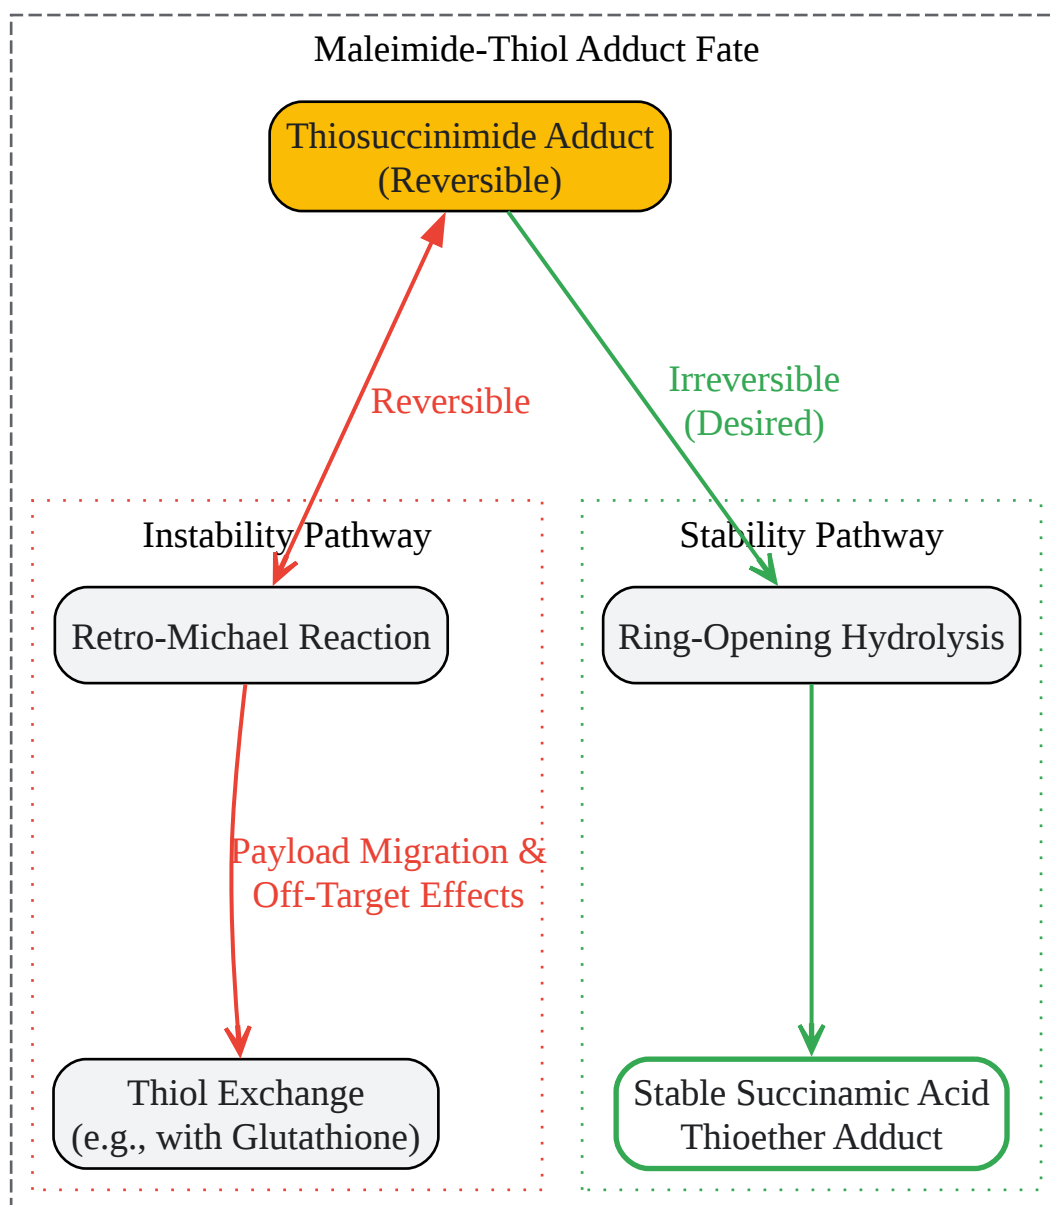 Maleimide-Thiol Adduct Fate
Thiosuccinimide Adduct
(Reversible)
Reversible
Irreversible
(Desired)
Instability Pathway
Stability Pathway
Retro-Michael Reaction
Ring-Opening Hydrolysis
Payload Migration &
Off-Target Effects
Thiol Exchange
(e.g., with Glutathione)
Stable Succinamic Acid
Thioether Adduct